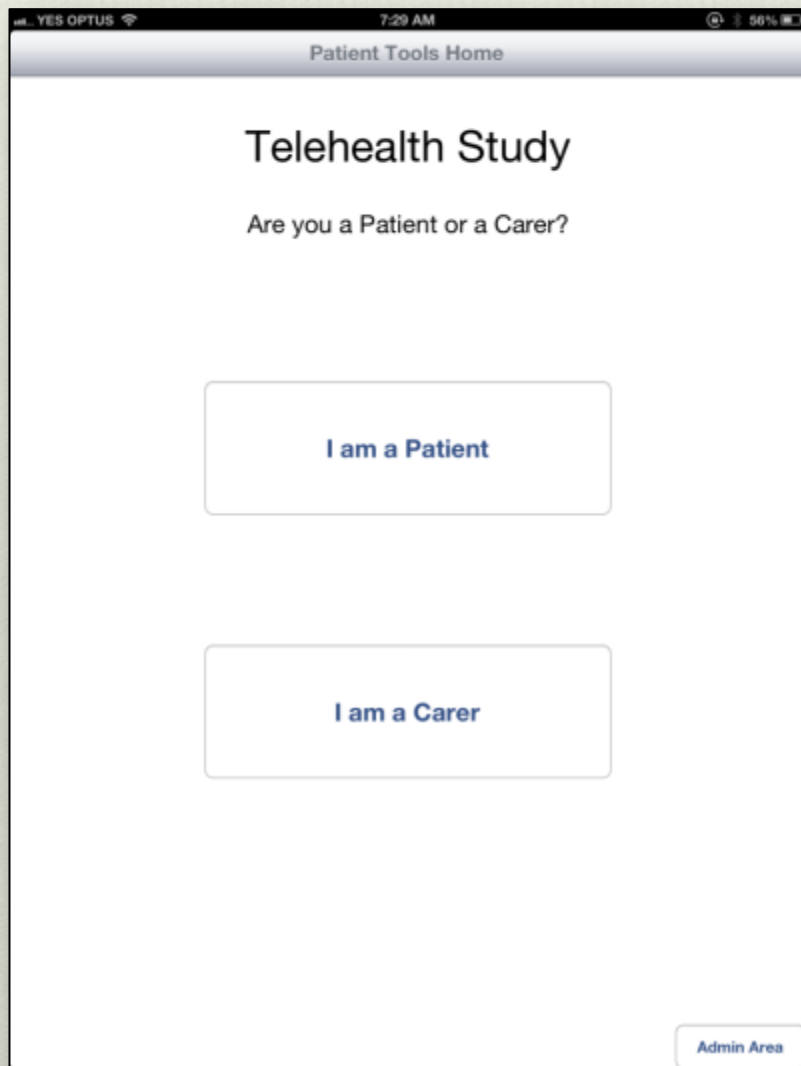 YES OPTUS 7:29 AM 56%
Patient Tools Home
Telehealth Study
Are you a Patient or a Carer?
I am a Patient
I am a Carer
Admin Area